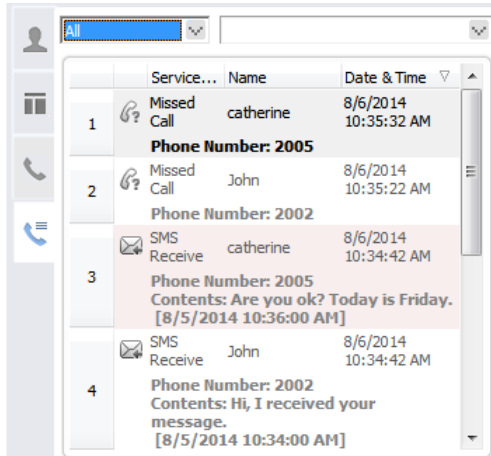 All
Service... Name Date & Time
1 Missed Call catherine 8/6/2014 10:35:32 AM
Phone Number: 2005
2 Missed Call John 8/6/2014 10:35:22 AM
Phone Number: 2002
3 SMS Receive catherine 8/6/2014 10:34:42 AM
Phone Number: 2005
Contents: Are you ok? Today is Friday.
[8/5/2014 10:36:00 AM]
4 SMS Receive John 8/6/2014 10:34:42 AM
Phone Number: 2002
Contents: Hi, I received your
message.
[8/5/2014 10:34:00 AM]